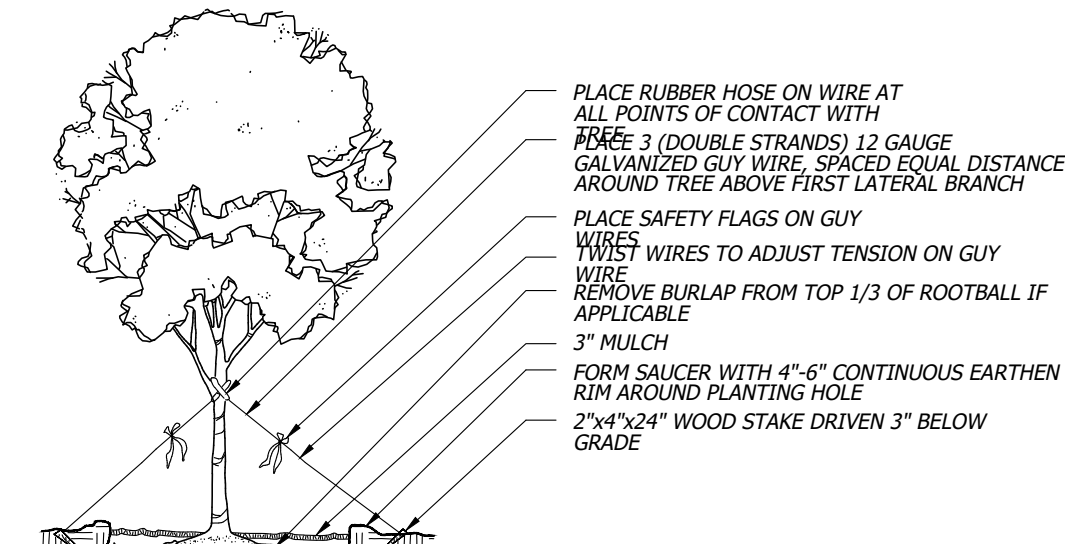 PLACE RUBBER HOSE ON WIRE AT
ALL POINTS OF CONTACT WITH
TREE
PLACE 3 (DOUBLE STRANDS) 12 GAUGE
GALVANIZED GUY WIRE, SPACED EQUAL DISTANCE
AROUND TREE ABOVE FIRST LATERAL BRANCH
PLACE SAFETY FLAGS ON GUY
WIRES
TWIST WIRES TO ADJUST TENSION ON GUY
WIRE
REMOVE BURLAP FROM TOP 1/3 OF ROOTBALL IF
APPLICABLE
3" MULCH
FORM SAUCER WITH 4"-6" CONTINUOUS EARTHEN
RIM AROUND PLANTING HOLE
2"x4"x24" WOOD STAKE DRIVEN 3" BELOW
GRADE